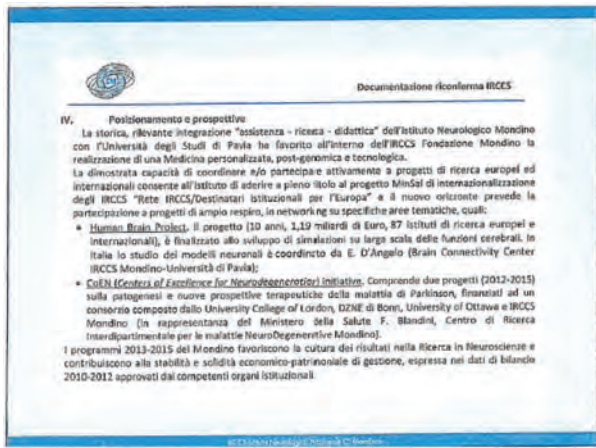 Documentazione riconferma IRCCS
IV. Posizionamento e prospettive
La storica, rilevante integrazione "assistenza - ricerca - didattica" dell'Istituto Neurologico Mondino
con l'Università degli Studi di Pavia ha favorito all'interno dell'IRCCS Fondazione Mondino la
realizzazione di una Medicina personalizzata, post-genomica e tecnologica.
La dimostrata capacità di coordinare e/o partecipare attivamente a progetti di ricerca europei ed
internazionali consente all'Istituto di aderire a pieno titolo al progetto MinSal di internazionalizzazione
degli IRCCS "Rete IRCCS/Destinatari Istituzionali per l'Europa" e il nuovo orizzonte prevede la
partecipazione a progetti di ampio respiro, in networking su specifiche aree tematiche, quali:
• Human Brain Project. Il progetto (10 anni, 1,19 miliardi di Euro, 87 istituti di ricerca europei e
internazionali), è finalizzato allo sviluppo di simulazioni su larga scala delle funzioni cerebrali. In
Italia lo studio dei modelli neuronali è coordinato da E. D'Angelo (Brain Connectivity Center
IRCCS Mondino-Università di Pavia);
• CoEN (Centers of Excellence for Neurodegeneration) Initiative. Comprende due progetti (2012-2015)
sulla patogenesi e nuove prospettive terapeutiche della malattia di Parkinson, finanziati ad un
consorzio composto dallo University College of London, DZNE di Bonn, University of Ottawa e IRCCS
Mondino (in rappresentanza del Ministero della Salute F. Blandini, Centro di Ricerca
Interdipartimentale per le malattie NeuroDegenerative Mondino).
I programmi 2013-2015 del Mondino favoriscono la cultura dei risultati nella Ricerca in Neuroscienze e
contribuiscono alla stabilità e solidità economico-patrimoniale di gestione, espressa nei dati di bilancio
2010-2012 approvati dai competenti organi istituzionali.